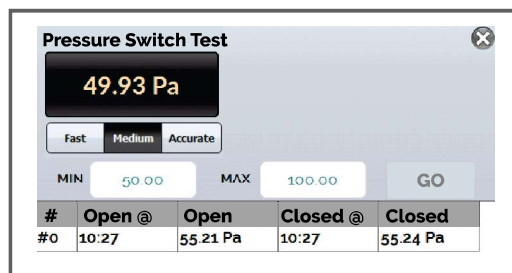 Pressure Switch Test
49.93 Pa
Fast Medium Accurate
MIN 50.00 MAX 100.00 GO
# Open @ Open Closed @ Closed
#0 10:27 55.21 Pa 10:27 55.24 Pa